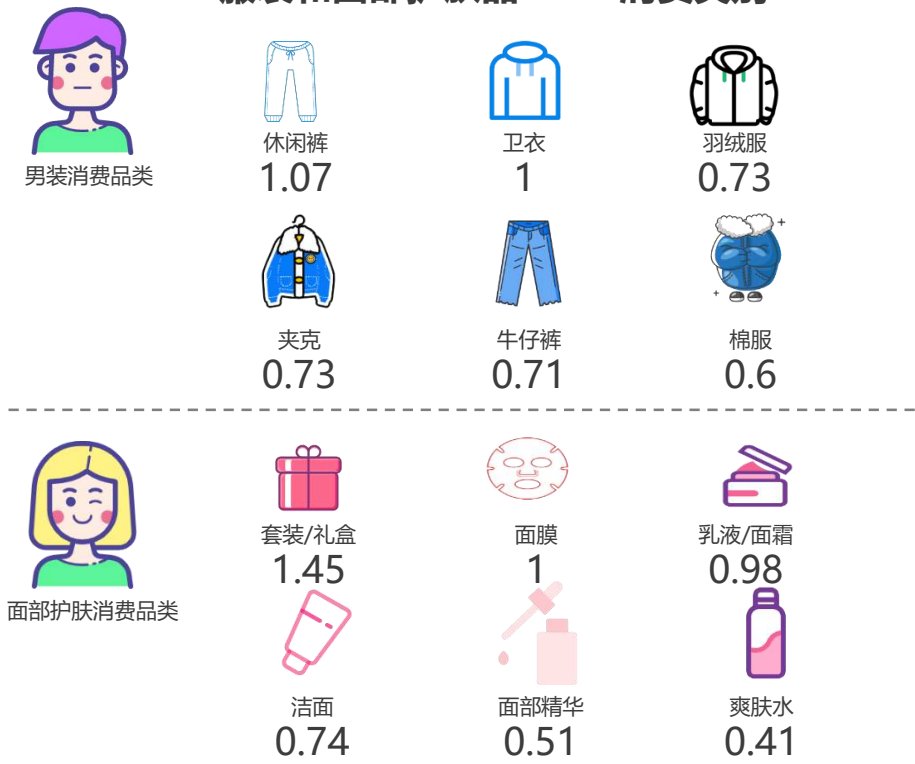 休闲裤
卫衣
羽绒服
1.07
1
0.73
男装消费品类
夹克
牛仔裤
棉服
0.73
0.71
0.6
套装/礼盒
面膜
乳液/面霜
1.45
1
0.98
面部护肤消费品类
洁面
面部精华
爽肤水
0.74
0.51
0.41